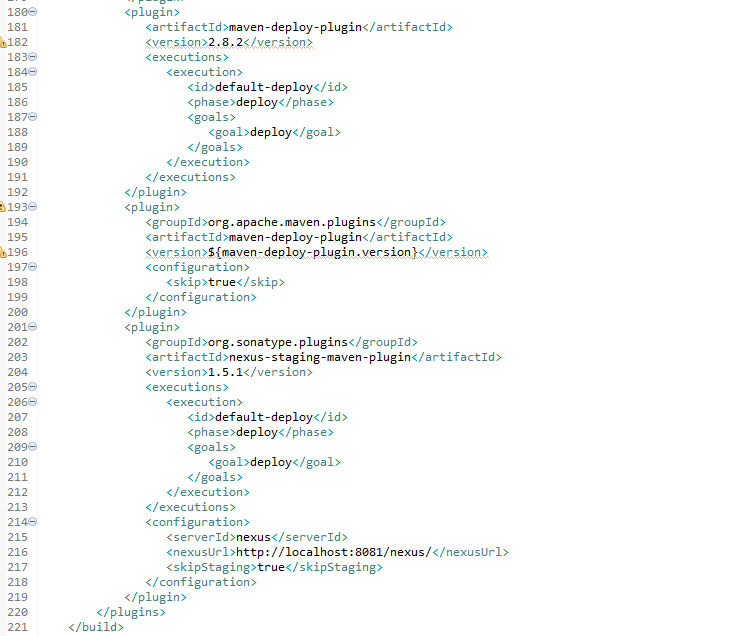 180 <plugin>
181 <artifactId>maven-deploy-plugin</artifactId>
182 <version>2.8.2</version>
183 <executions>
184 <execution>
185 <id>default-deploy</id>
186 <phase>deploy</phase>
187 <goals>
188 <goal>deploy</goal>
189 </goals>
190 </execution>
191 </executions>
192 </plugin>
193 <plugin>
194 <groupId>org.apache.maven.plugins</groupId>
195 <artifactId>maven-deploy-plugin</artifactId>
196 <version>${maven-deploy-plugin.version}</version>
197 <configuration>
198 <skip>true</skip>
199 </configuration>
200 </plugin>
201 <plugin>
202 <groupId>org.sonatype.plugins</groupId>
203 <artifactId>nexus-staging-maven-plugin</artifactId>
204 <version>1.5.1</version>
205 <executions>
206 <execution>
207 <id>default-deploy</id>
208 <phase>deploy</phase>
209 <goals>
210 <goal>deploy</goal>
211 </goals>
212 </execution>
213 </executions>
214 <configuration>
215 <serverId>nexus</serverId>
216 <nexusUrl>http://localhost:8081/nexus/</nexusUrl>
217 <skipStaging>true</skipStaging>
218 </configuration>
219 </plugin>
220 </plugins>
221 </build>